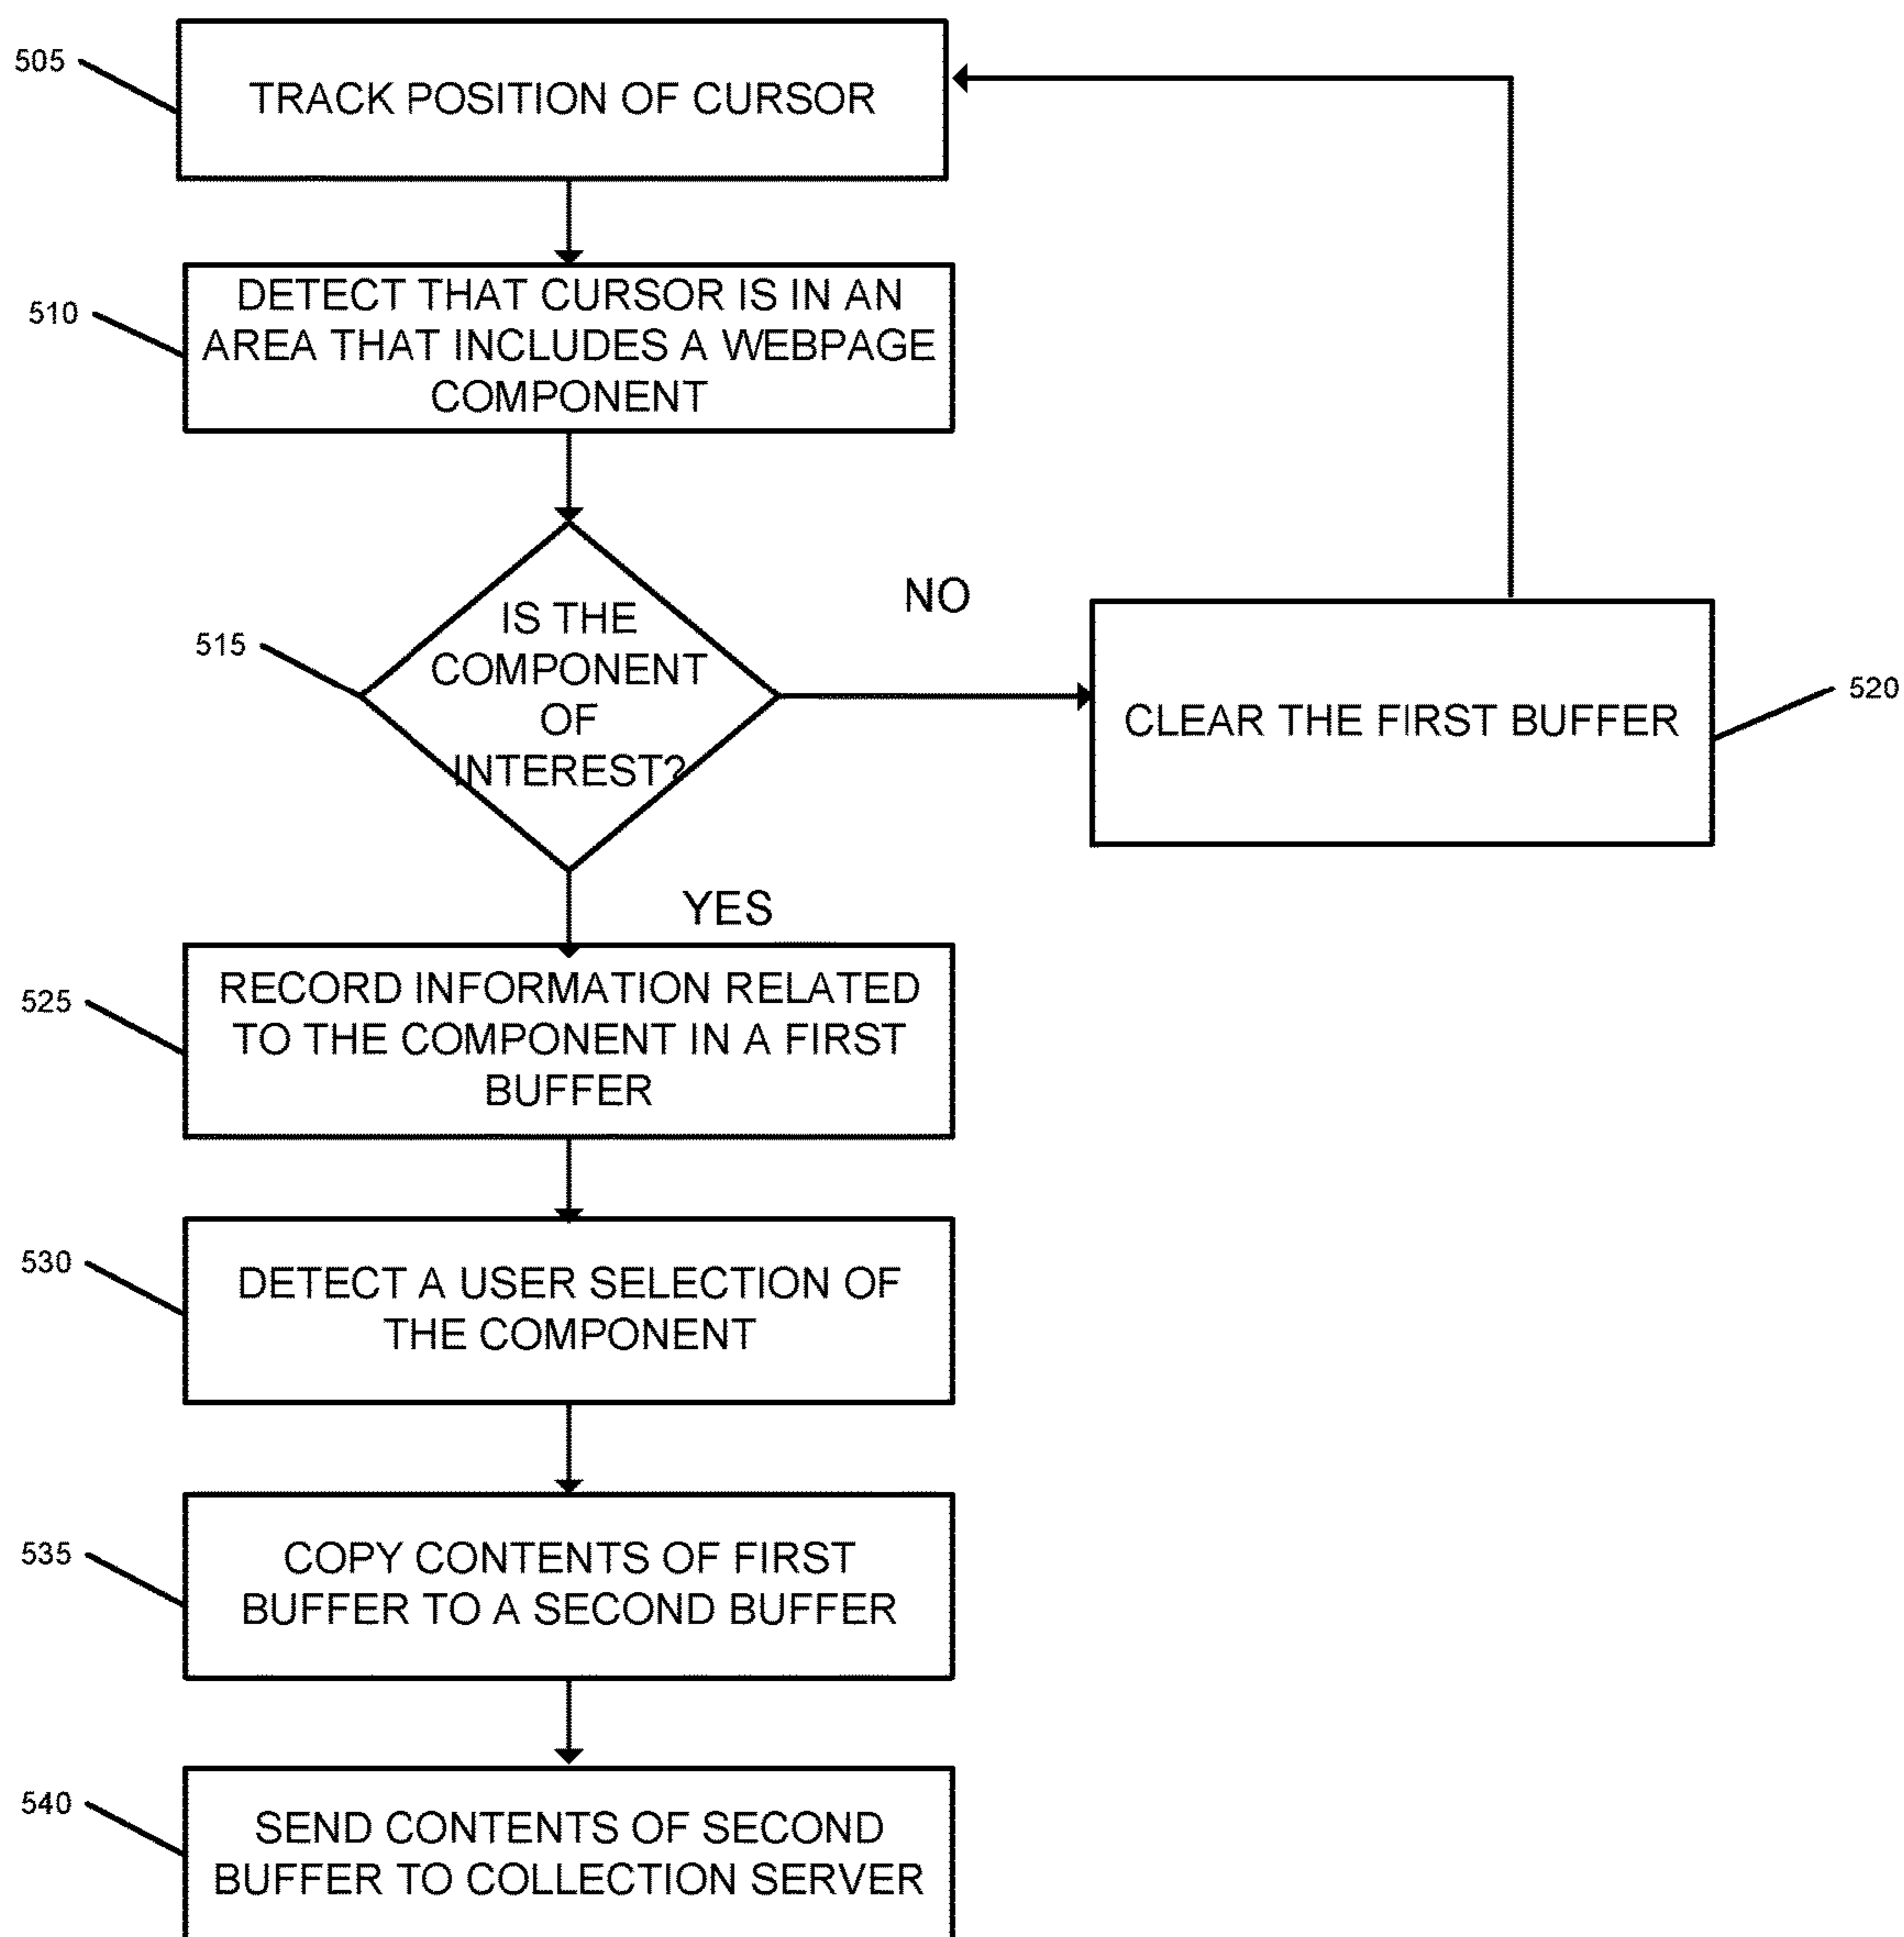 505
TRACK POSITION OF CURSOR
510
DETECT THAT CURSOR IS IN AN
AREA THAT INCLUDES A WEBPAGE
COMPONENT
515
IS THE
COMPONENT
OF
INTEREST?
NO
CLEAR THE FIRST BUFFER
520
YES
525
RECORD INFORMATION RELATED
TO THE COMPONENT IN A FIRST
BUFFER
530
DETECT A USER SELECTION OF
THE COMPONENT
535
COPY CONTENTS OF FIRST
BUFFER TO A SECOND BUFFER
540
SEND CONTENTS OF SECOND
BUFFER TO COLLECTION SERVER